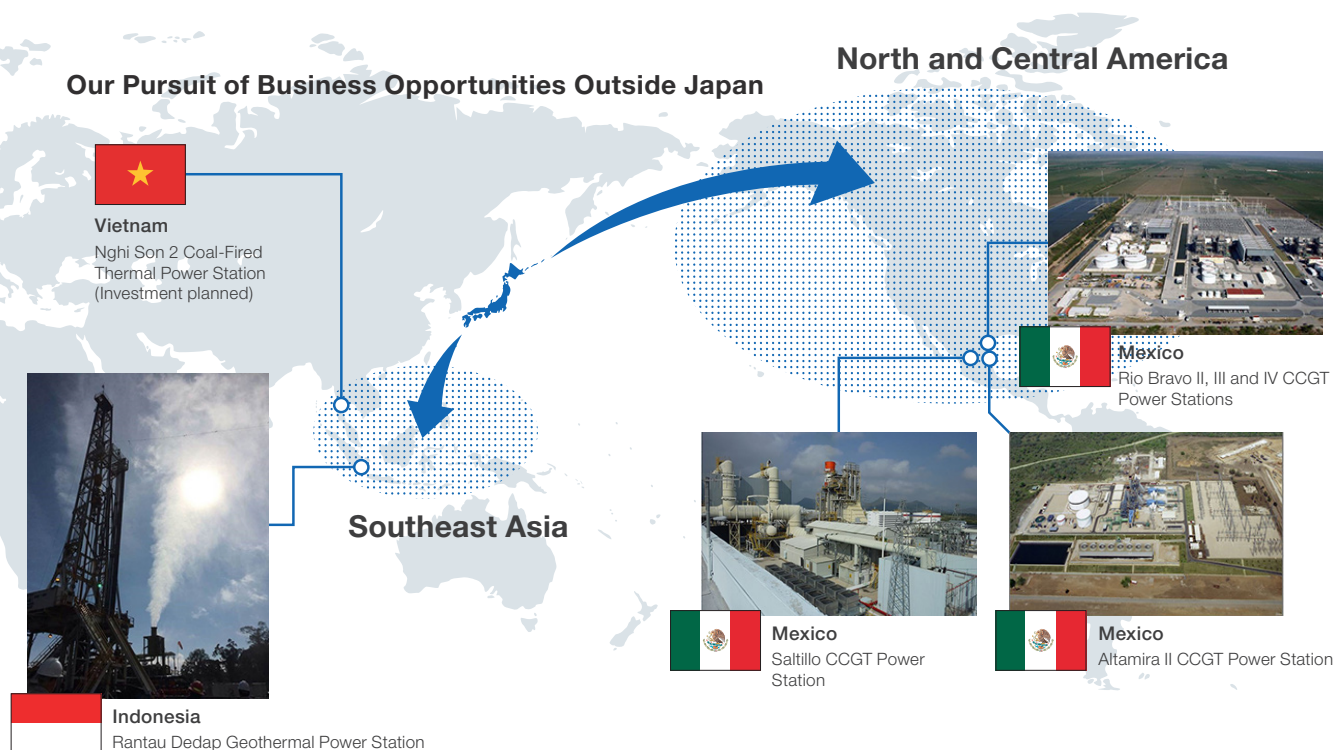 Our Pursuit of Business Opportunities Outside Japan
North and Central America
Vietnam
Nghi Son 2 Coal-Fired
Thermal Power Station
(Investment planned)
Mexico
Rio Bravo II, III and IV CCGT
Power Stations
Southeast Asia
Mexico
Saltillo CCGT Power
Station
Mexico
Altamira II CCGT Power Station
Indonesia
Rantau Dedap Geothermal Power Station